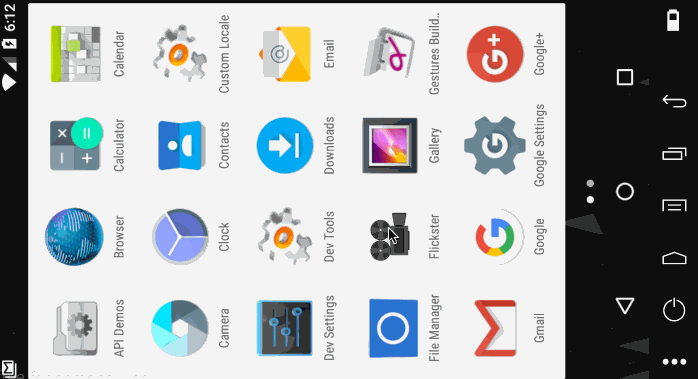 6:12
API Demos
Browser
Calculator
Calendar
Camera
Clock
Contacts
Custom Locale
Dev Settings
Dev Tools
Downloads
Email
File Manager
Flickster
Gallery
Gestures Build..
Gmail
Google
Google Settings
Google+